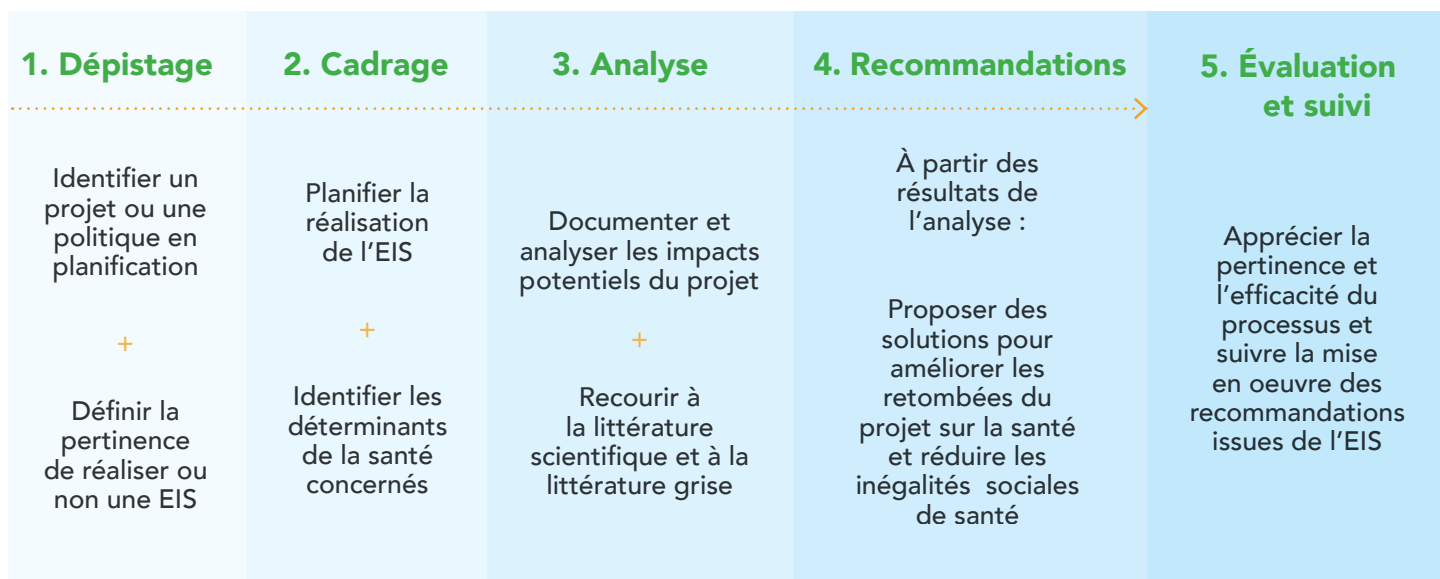 1. Dépistage
Identifier un
projet ou une
politique en
planification
+
Définir la
pertinence
de réaliser ou
non une EIS
2. Cadrage
Planifier la
réalisation
de l'EIS
+
Identifier les
déterminants
de la santé
concernés
3. Analyse
Documenter et
analyser les impacts
potentiels du projet
+
Recourir à
la littérature
scientifique et à la
littérature grise
4. Recommandations
À partir des
résultats de
l'analyse :
Proposer des
solutions pour
améliorer les
retombées du
projet sur la santé
et réduire les
inégalités sociales
de santé
5. Évaluation
et suivi
Apprécier la
pertinence et
l'efficacité du
processus et
suivre la mise
en oeuvre des
recommandations
issues de l'EIS